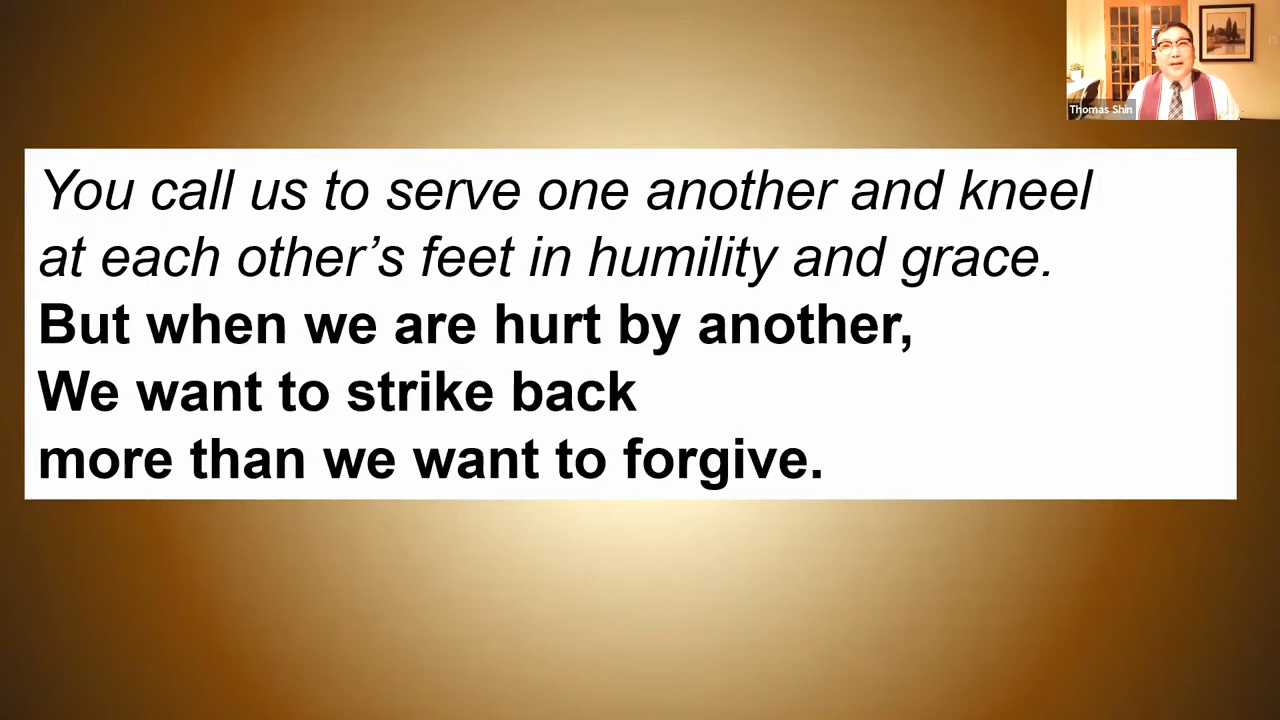 Thomas Shin
You call us to serve one another and kneel
at each other’s feet in humility and grace.
But when we are hurt by another,
We want to strike back
more than we want to forgive.